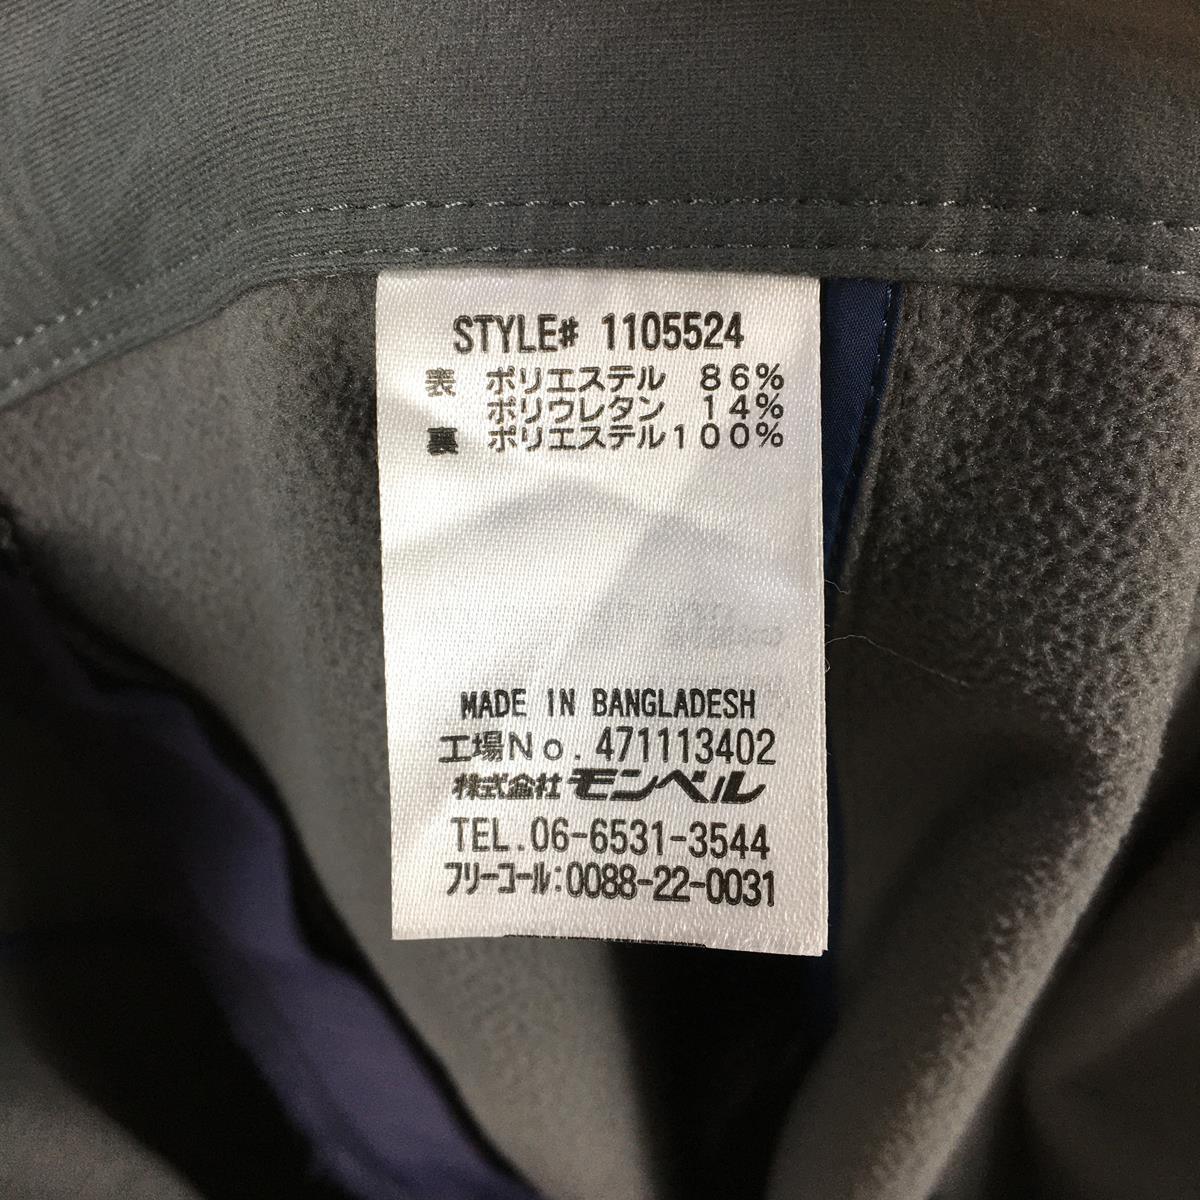 STYLE# 1105524
表 ポリエステル 86%
ポリウレタン 14%
裏 ポリエステル100%
MADE IN BANGLADESH
工場No. 471113402
株式会社 モンベル
TEL. 06-6531-3544
フリーコール:0088-22-0031